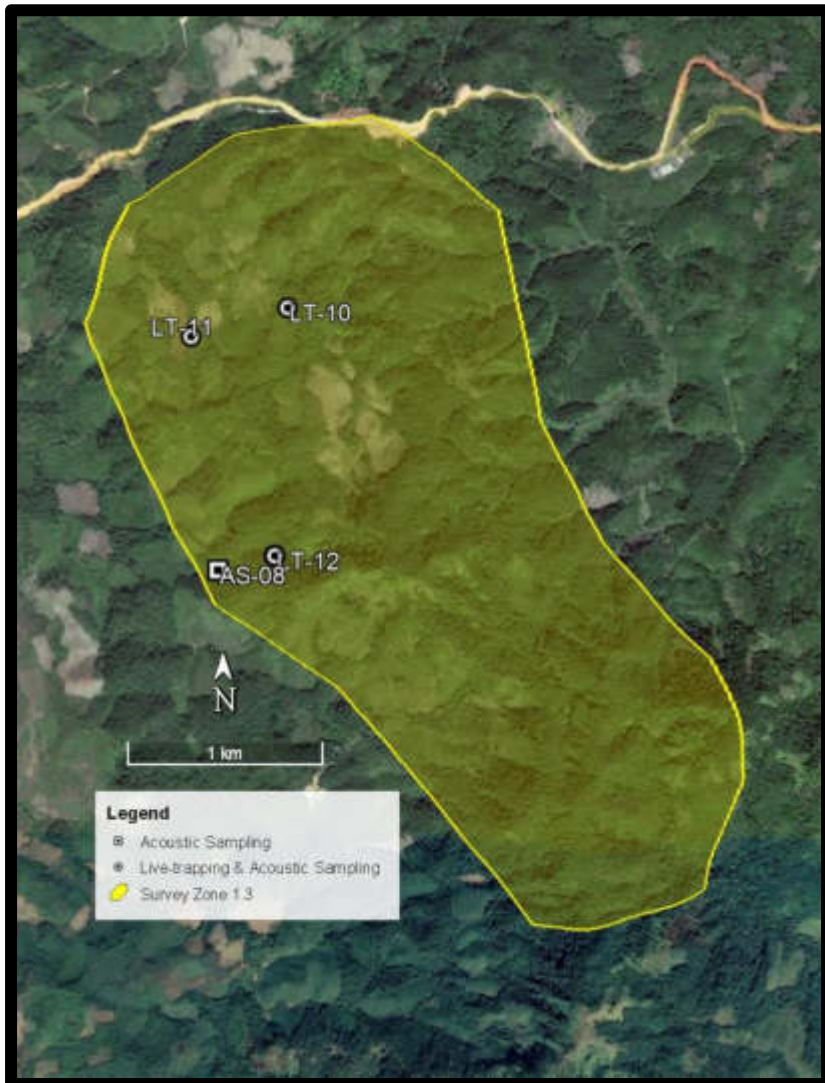 LT-10
LT-11
LT-12
AS-08
N
1 km
Legend
Acoustic Sampling
Live-trapping & Acoustic Sampling
Survey Zone 1.3